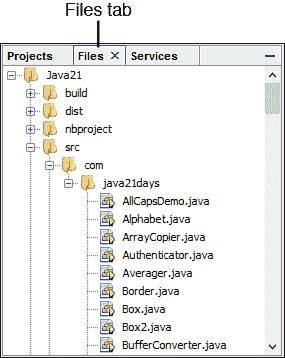 Files tab
Projects Files Services
Java21
build
dist
nbproject
src
com
java21days
AllCapsDemo.java
Alphabet.java
ArrayCopier.java
Authenticator.java
Averager.java
Border.java
Box.java
Box2.java
BufferConverter.java